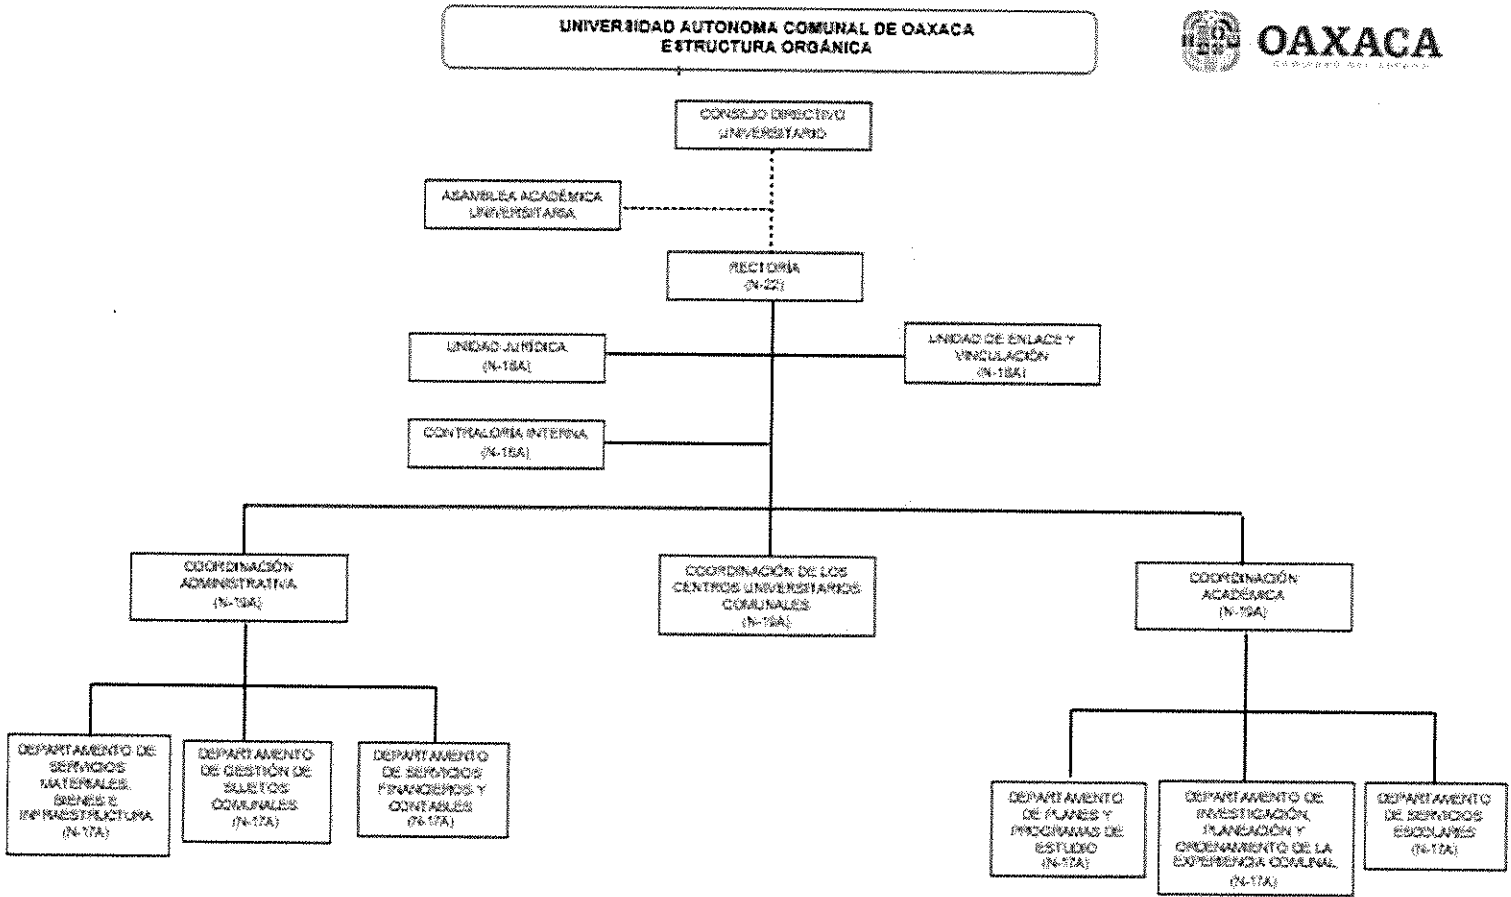 UNIVERSIDAD AUTONOMA COMUNAL DE OAXACA
ESTRUCTURA ORGÁNICA
OAXACA
GOBIERNO DEL ESTADO
CONSEJO DIRECTIVO
UNIVERSITARIO
ASAMBLEA ACADÉMICA
UNIVERSITARIA
RECTORÍA
(N-22)
UNIDAD JURÍDICA
(N-18A)
UNIDAD DE ENLACE Y
VINCULACIÓN
(N-18A)
CONTRALORÍA INTERNA
(N-18A)
COORDINACIÓN
ADMINISTRATIVA
(N-19A)
COORDINACIÓN DE LOS
CENTROS UNIVERSITARIOS
COMUNALES
(N-19A)
COORDINACIÓN
ACADÉMICA
(N-19A)
DEPARTAMENTO DE
SERVICIOS
MATERIALES,
BIENES E
INFRAESTRUCTURA
(N-17A)
DEPARTAMENTO
DE GESTIÓN DE
SUJETOS
COMUNALES
(N-17A)
DEPARTAMENTO
DE SERVICIOS
FINANCIEROS Y
CONTABLES
(N-17A)
DEPARTAMENTO
DE PLANES Y
PROGRAMAS DE
ESTUDIO
(N-17A)
DEPARTAMENTO DE
INVESTIGACIÓN,
PLANEACIÓN Y
ORDENAMIENTO DE LA
EXPERIENCIA COMUNAL
(N-17A)
DEPARTAMENTO
DE SERVICIOS
ESCOLARES
(N-17A)